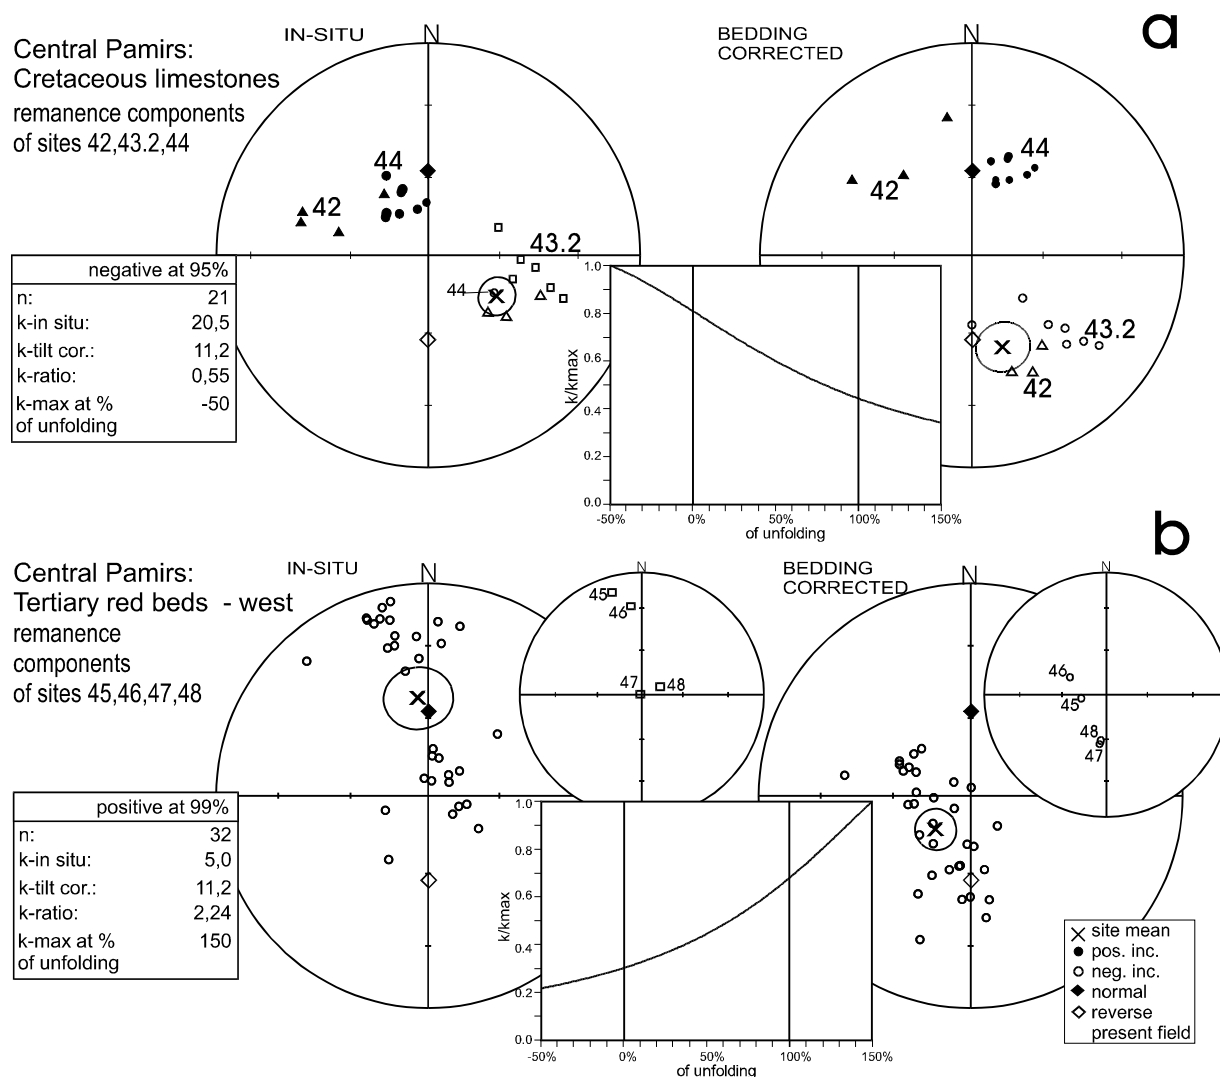 a
Central Pamirs:
Cretaceous limestones
remanence components
of sites 42,43.2,44
IN-SITU
N
44
42
43.2
44
BEDDING
CORRECTED
N
44
42
43.2
42
negative at 95%
n: 21
k-in situ: 20,5
k-tilt cor.: 11,2
k-ratio: 0,55
k-max at % -50
of unfolding
k/kmax
1.0
0.8
0.6
0.4
0.2
0.0
-50% 0% 50% 100% 150%
of unfolding
b
Central Pamirs:
Tertiary red beds - west
remanence
components
of sites 45,46,47,48
IN-SITU
N
N
45
46
47
48
BEDDING
CORRECTED
N
N
46
45
48
47
positive at 99%
n: 32
k-in situ: 5,0
k-tilt cor.: 11,2
k-ratio: 2,24
k-max at % 150
of unfolding
k/kmax
1.0
0.8
0.6
0.4
0.2
0.0
-50% 0% 50% 100% 150%
of unfolding
site mean
pos. inc.
neg. inc.
normal
reverse
present field